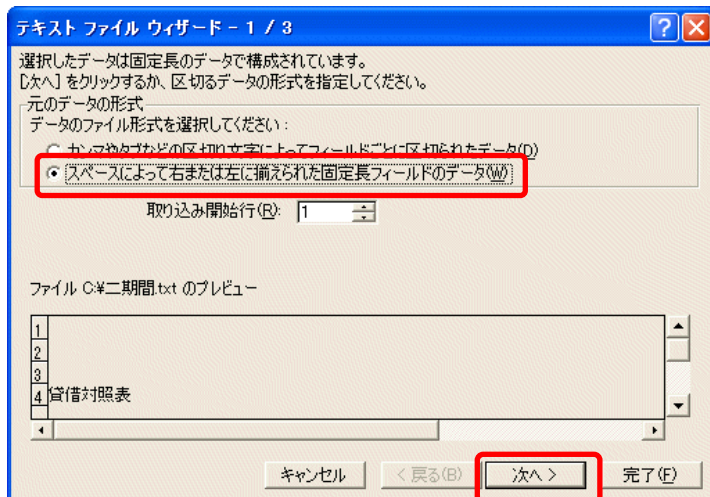 テキスト ファイル ウィザード - 1 / 3
選択したデータは固定長のデータで構成されています。
[次へ] をクリックするか、区切るデータの形式を指定してください。
元のデータの形式
データのファイル形式を選択してください :
カンマやタブなどの区切り文字によってフィールドごとに区切られたデータ(D)
スペースによって右または左に揃えられた固定長フィールドのデータ(W)
取り込み開始行(R): 1
ファイル C:¥二期間.txt のプレビュー
1
2
3
4 貸借対照表
キャンセル < 戻る(B) 次へ > 完了(F)